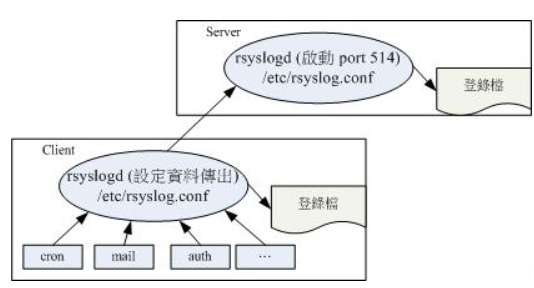 Server
rsyslogd (啟動 port 514)
/etc/rsyslog.conf
登錄檔
Client
rsyslogd (設定資料傳出)
/etc/rsyslog.conf
登錄檔
cron
mail
auth
…